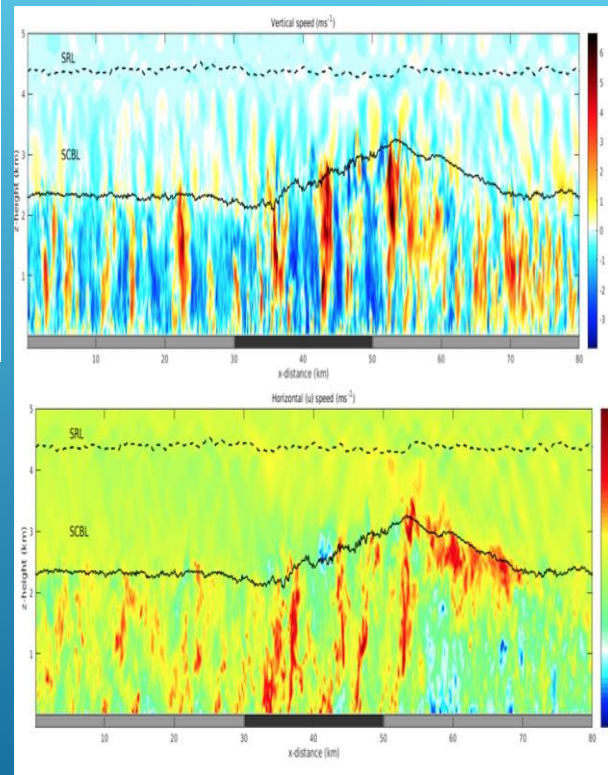 Vertical speed (ms⁻¹)
5
SRL
4
SCBL
3
z-height (km)
2
1
10 20 30 40 50 60 70 80
x-distance (km)
6
5
4
3
2
1
0
-1
-2
-3
Horizontal (u) speed (ms⁻¹)
5
SRL
4
SCBL
3
z-height (km)
2
1
10 20 30 40 50 60 70 80
x-distance (km)